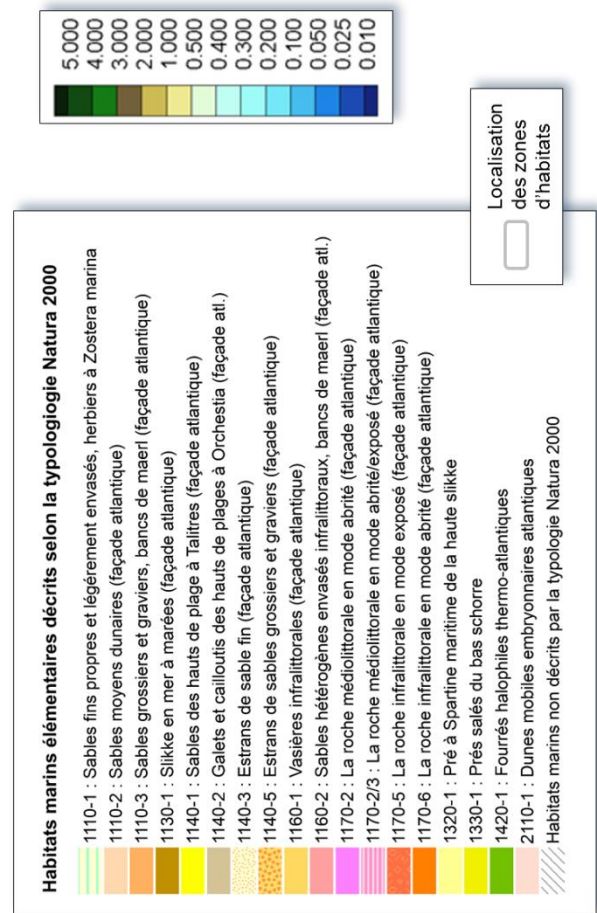 Habitats marins élémentaires décrits selon la typologiogie Natura 2000
1110-1 : Sables fins propres et légérement envasés, herbiers à Zostera marina
1110-2 : Sables moyens dunaires (façade atlantique)
1110-3 : Sables grossiers et graviers, bancs de maerl (façade atlantique)
1130-1 : Slikke en mer à marées (façade atlantique)
1140-1 : Sables des hauts de plage à Talitres (façade atlantique)
1140-2 : Galets et cailloutis des hauts de plages à Orchestia (façade atl.)
1140-3 : Estrans de sable fin (façade atlantique)
1140-5 : Estrans de sables grossiers et graviers (façade atlantique)
1160-1 : Vasières infralittorales (façade atlantique)
1160-2 : Sables hétérogènes envasés infralittoraux, bancs de maerl (façade atl.)
1170-2 : La roche médiolittorale en mode abrité (façade atlantique)
1170-2/3 : La roche médiolittorale en mode abrité/exposé (façade atlantique)
1170-5 : La roche infralittorale en mode exposé (façade atlantique)
1170-6 : La roche infralittorale en mode abrité (façade atlantique)
1320-1 : Pré à Spartine maritime de la haute slikke
1330-1 : Prés salés du bas schorre
1420-1 : Fourrés halophiles thermo-atlantiques
2110-1 : Dunes mobiles embryonnaires atlantiques
Habitats marins non décrits par la typologie Natura 2000
Localisation
des zones
d'habitats
5.000
4.000
3.000
2.000
1.000
0.500
0.400
0.300
0.200
0.100
0.050
0.025
0.010